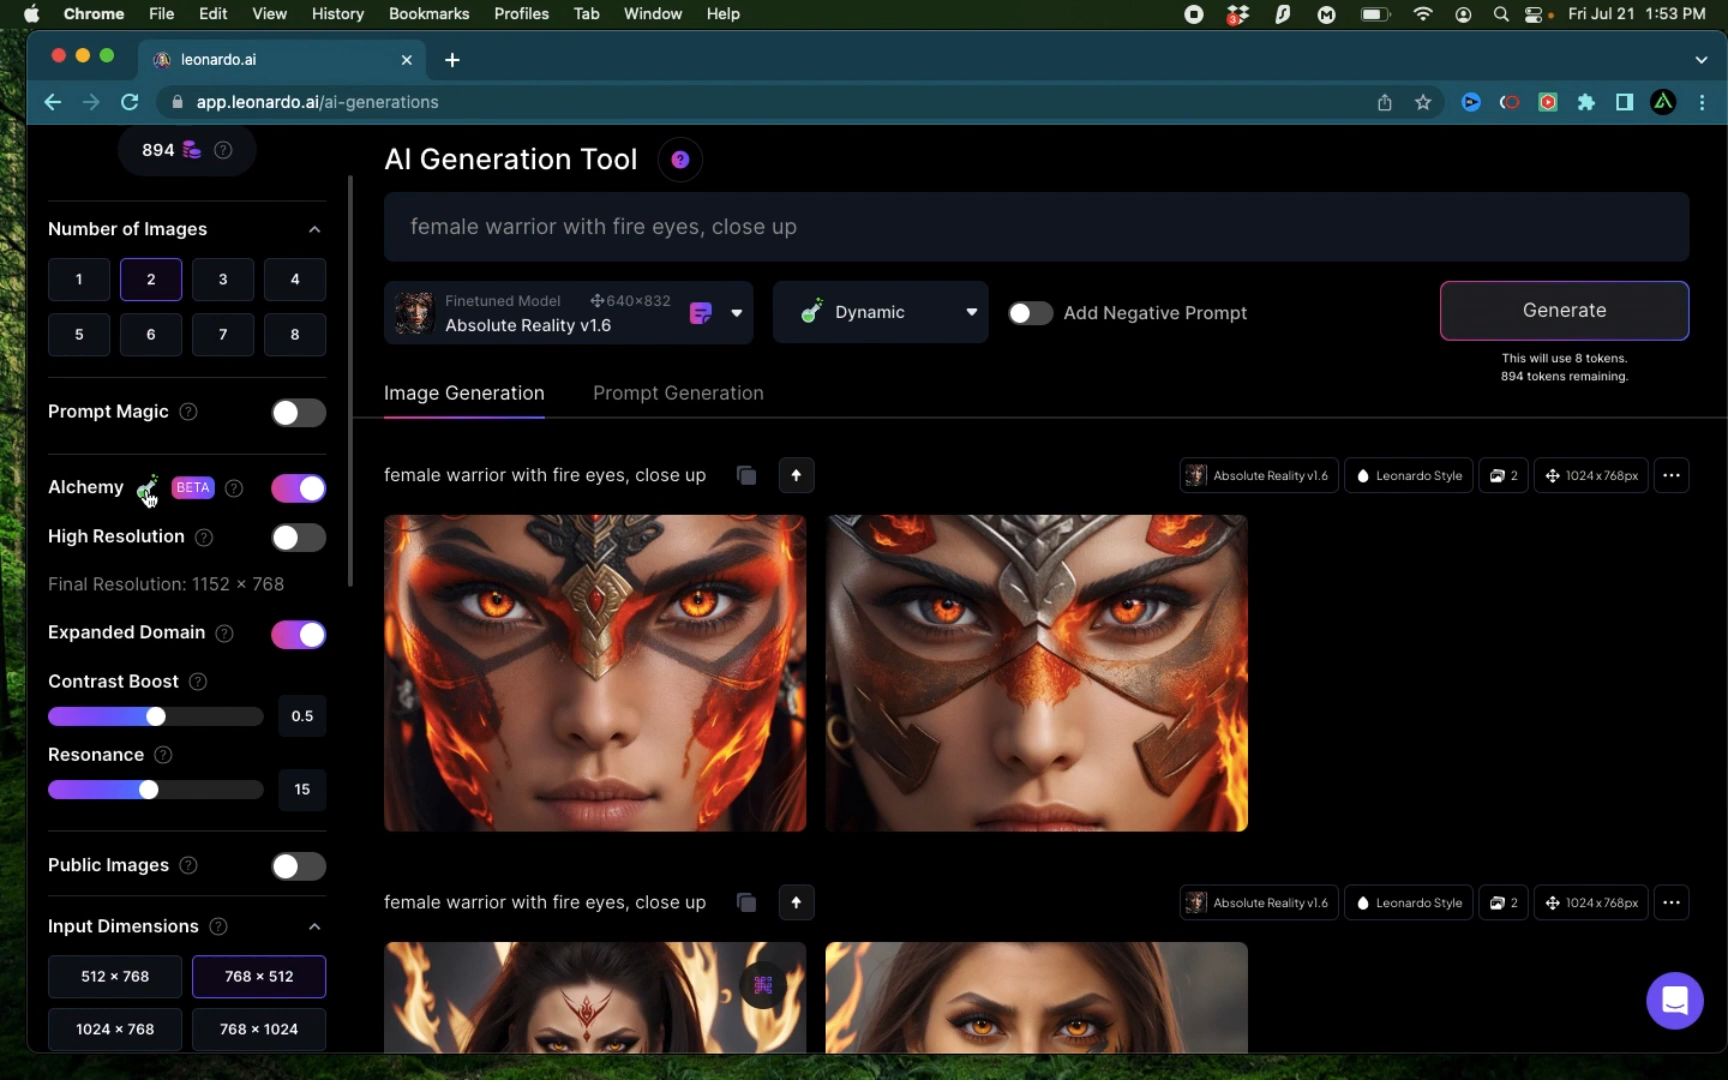 Chrome File Edit View History Bookmarks Profiles Tab Window Help
3 Fri Jul 21 1:53 PM
leonardo.ai
app.leonardo.ai/ai-generations
894
Number of Images
1 2 3 4
5 6 7 8
Prompt Magic
Alchemy BETA
High Resolution
Final Resolution: 1152 × 768
Expanded Domain
Contrast Boost
0.5
Resonance
15
Public Images
Input Dimensions
512 × 768 768 × 512
1024 × 768 768 × 1024
AI Generation Tool
female warrior with fire eyes, close up
Finetuned Model 640×832
Absolute Reality v1.6
Dynamic
Add Negative Prompt
Generate
This will use 8 tokens.
894 tokens remaining.
Image Generation Prompt Generation
female warrior with fire eyes, close up
Absolute Reality v1.6 Leonardo Style 2 1024 x 768px
female warrior with fire eyes, close up
Absolute Reality v1.6 Leonardo Style 2 1024 x 768px